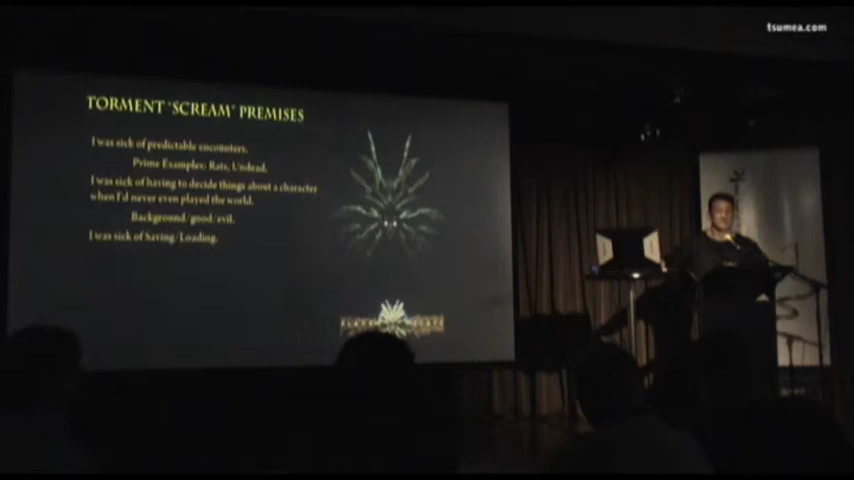 tsumea.com
TORMENT "SCREAM" PREMISES
I was sick of predictable encounters.
Prime Examples: Rats, Undead.
I was sick of having to decide things about a character
when I'd never even played the world.
Background/good/evil.
I was sick of Saving/Loading.